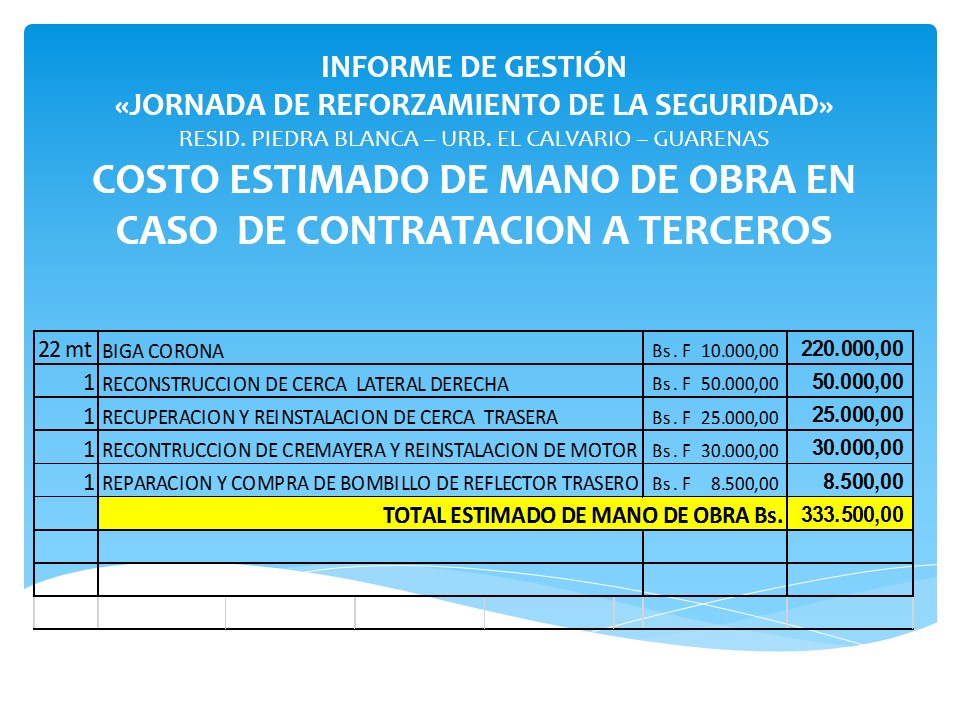 INFORME DE GESTIÓN
«JORNADA DE REFORZAMIENTO DE LA SEGURIDAD»
RESID. PIEDRA BLANCA – URB. EL CALVARIO – GUARENAS
COSTO ESTIMADO DE MANO DE OBRA EN
CASO  DE CONTRATACION A TERCEROS
22 mt BIGA CORONA Bs. F 10.000,00 220.000,00
1 RECONSTRUCCION DE CERCA  LATERAL DERECHA Bs. F 50.000,00 50.000,00
1 RECUPERACION Y REINSTALACION DE CERCA  TRASERA Bs. F 25.000,00 25.000,00
1 RECONTRUCCION DE CREMAYERA Y REINSTALACION DE MOTOR Bs. F 30.000,00 30.000,00
1 REPARACION Y COMPRA DE BOMBILLO DE REFLECTOR TRASERO Bs. F 8.500,00 8.500,00
TOTAL ESTIMADO DE MANO DE OBRA Bs. 333.500,00